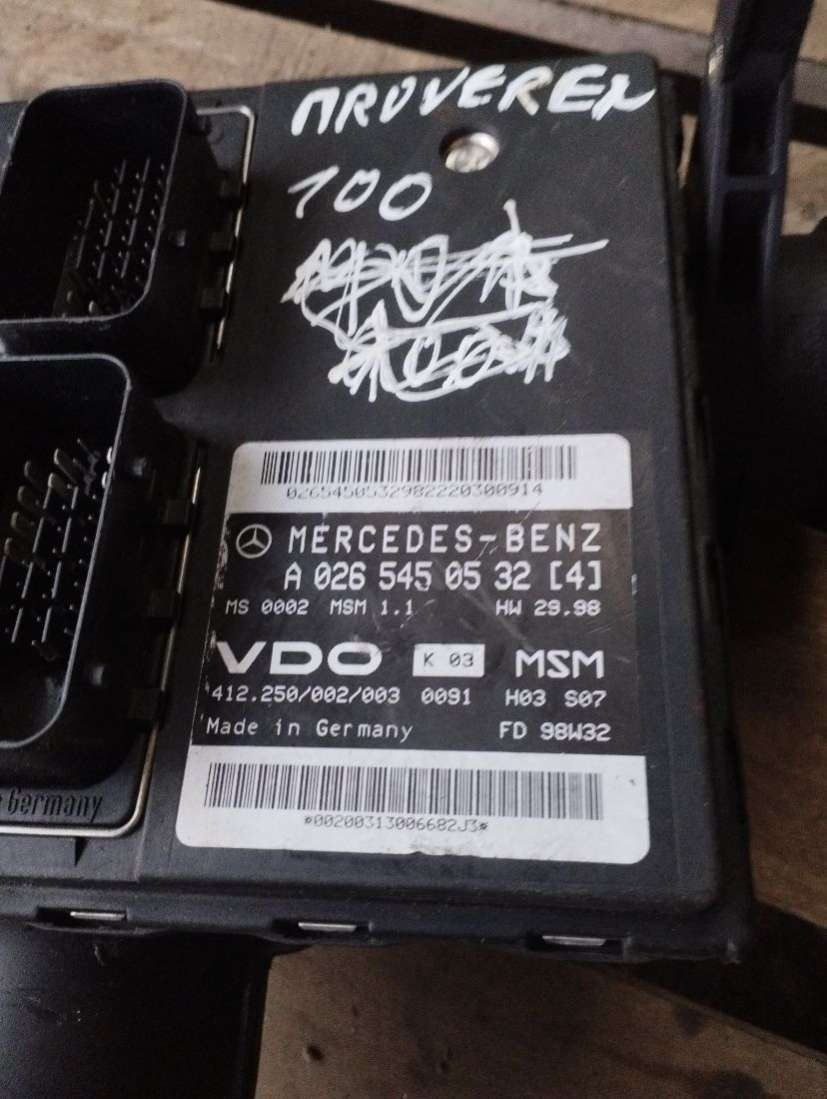 PROVEREN
100
0265450532982220300914
MERCEDES-BENZ
A 026 545 05 32 [4]
MS 0002 MSM 1.1 HW 29.98
VDO K 03 MSM
412.250/002/003 0091 H03 S07
Made in Germany FD 98W32
Germany
*00200313006682J3*